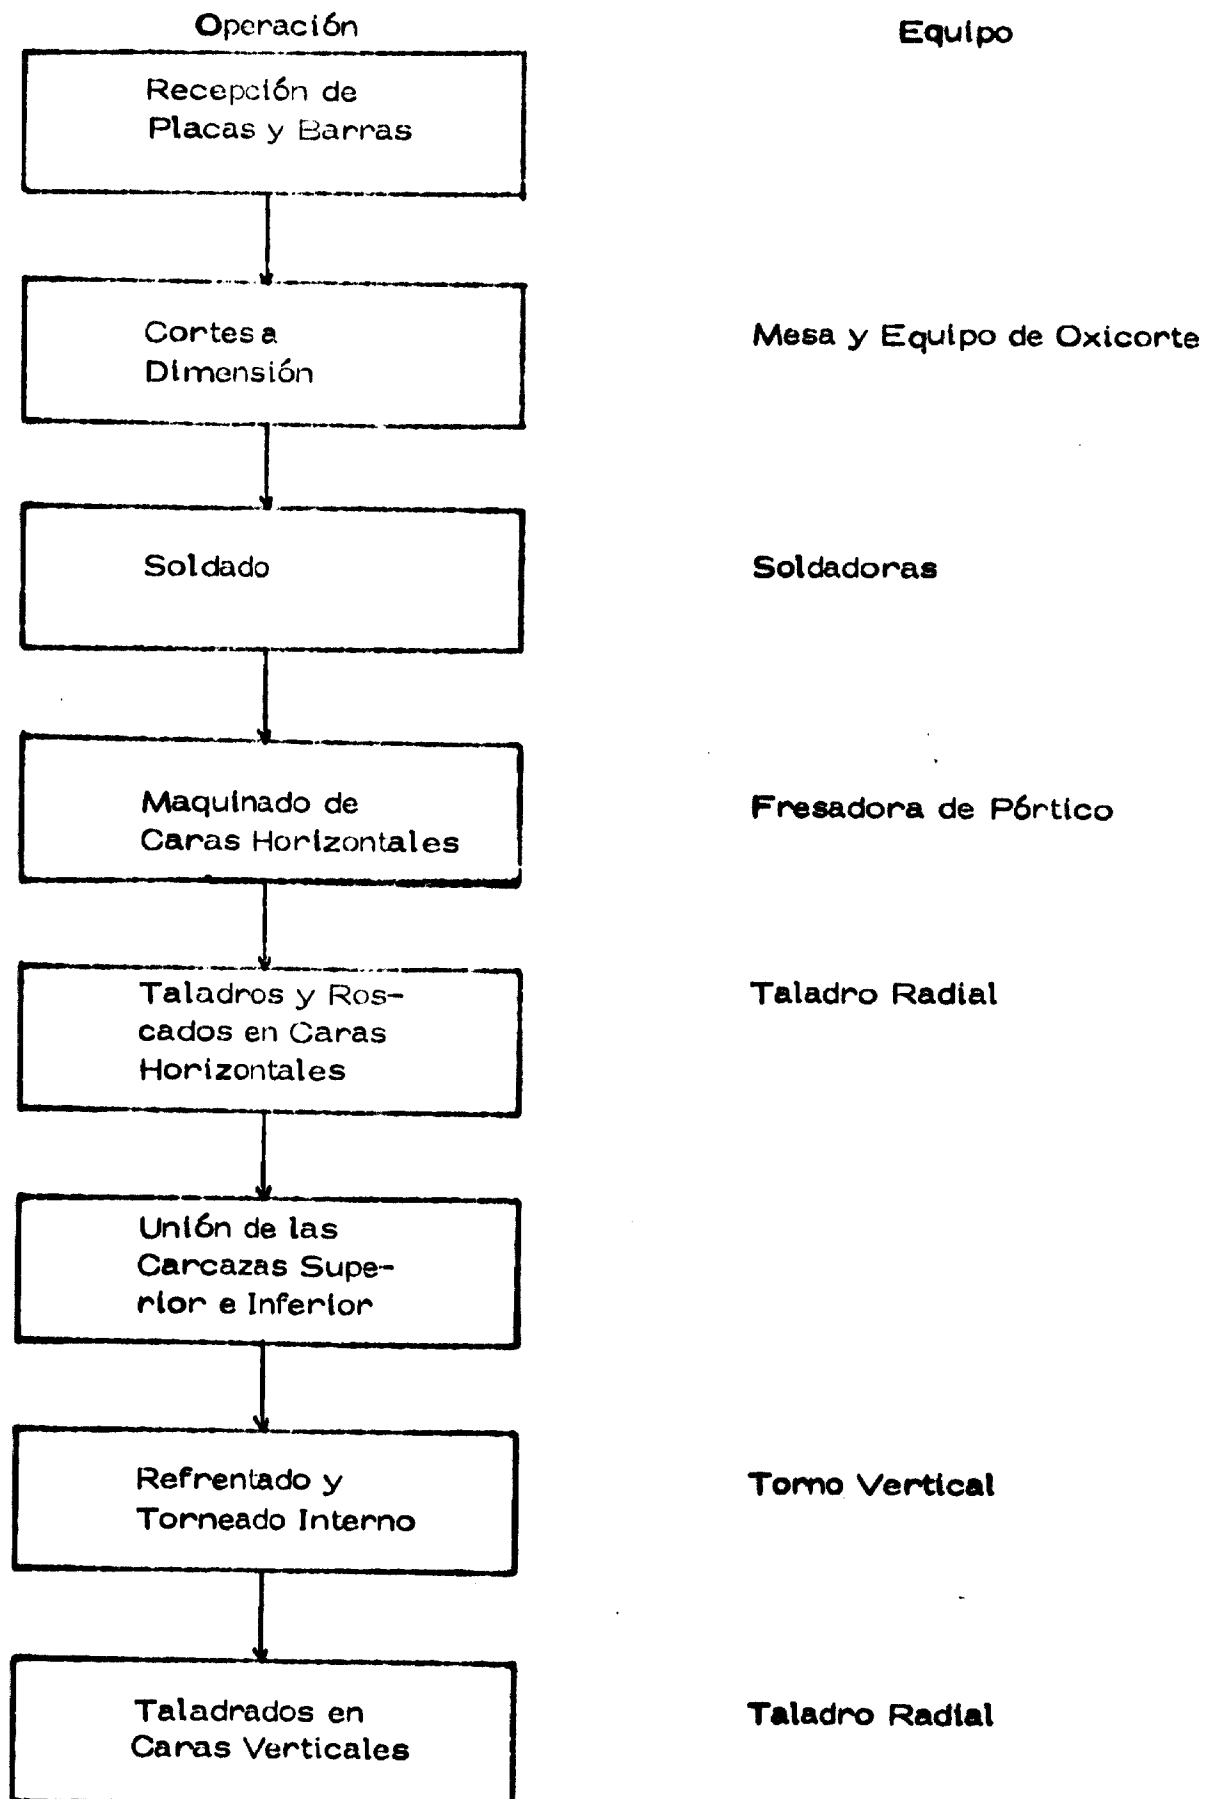 Operación
Equipo
Recepción de
Placas y Barras
Cortes a
Dimensión
Mesa y Equipo de Oxicorte
Soldado
Soldadoras
Maquinado de
Caras Horizontales
Fresadora de Pórtico
Taladros y Ros-
cados en Caras
Horizontales
Taladro Radial
Unión de las
Carcazas Supe-
rior e Inferior
Refrentado y
Torneado Interno
Torno Vertical
Taladrados en
Caras Verticales
Taladro Radial